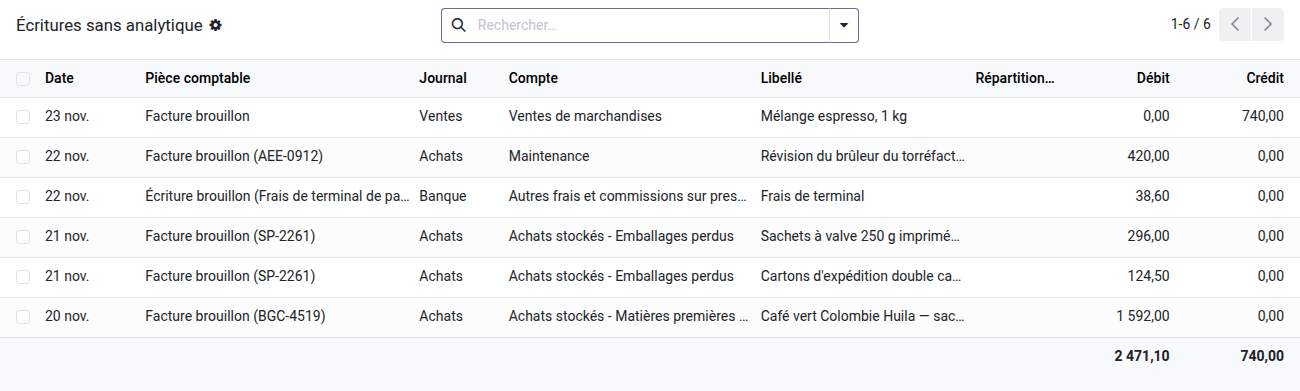 Écritures sans analytique
Rechercher...
1-6 / 6
Date Pièce comptable Journal Compte Libellé Répartition... Débit Crédit
23 nov. Facture brouillon Ventes Ventes de marchandises Mélange espresso, 1 kg 0,00 740,00
22 nov. Facture brouillon (AEE-0912) Achats Maintenance Révision du brûleur du torréfact... 420,00 0,00
22 nov. Écriture brouillon (Frais de terminal de pa... Banque Autres frais et commissions sur pres... Frais de terminal 38,60 0,00
21 nov. Facture brouillon (SP-2261) Achats Achats stockés - Emballages perdus Sachets à valve 250 g imprimé... 296,00 0,00
21 nov. Facture brouillon (SP-2261) Achats Achats stockés - Emballages perdus Cartons d'expédition double ca... 124,50 0,00
20 nov. Facture brouillon (BGC-4519) Achats Achats stockés - Matières premières ... Café vert Colombie Huila — sac... 1 592,00 0,00
2 471,10 740,00